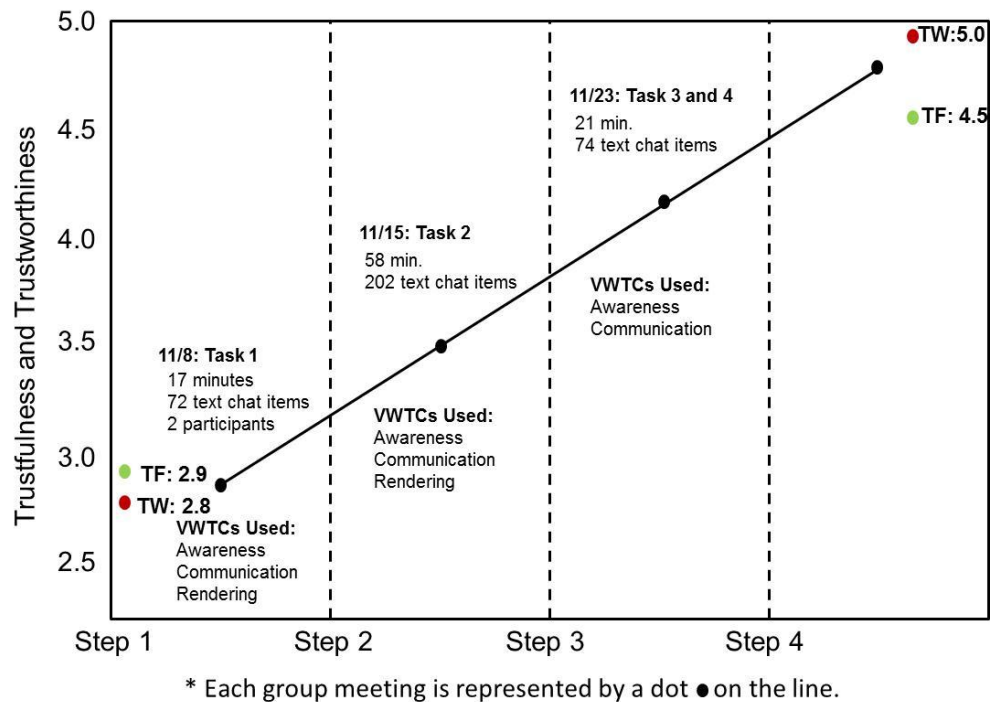 Trustfulness and Trustworthiness
5.0
4.5
4.0
3.5
3.0
2.5
11/8: Task 1
17 minutes
72 text chat items
2 participants
TF: 2.9
TW: 2.8
VWTCs Used:
Awareness
Communication
Rendering
11/15: Task 2
58 min.
202 text chat items
VWTCs Used:
Awareness
Communication
Rendering
11/23: Task 3 and 4
21 min.
74 text chat items
VWTCs Used:
Awareness
Communication
TW:5.0
TF: 4.5
Step 1
Step 2
Step 3
Step 4
* Each group meeting is represented by a dot ● on the line.